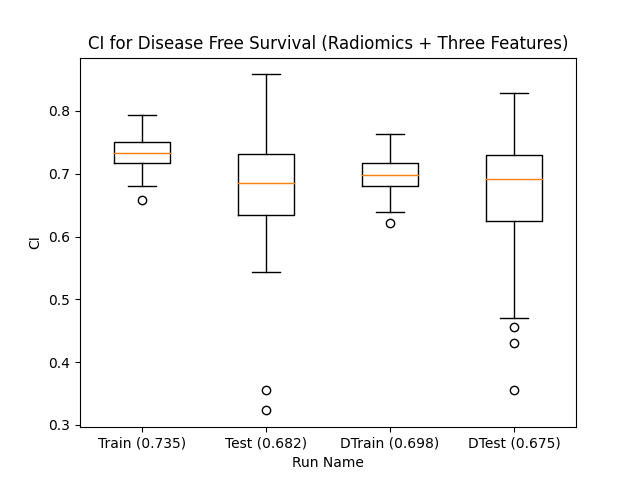 CI for Disease Free Survival (Radiomics + Three Features)
0.8
0.7
0.6
0.5
0.4
0.3
CI
Train (0.735)
Test (0.682)
DTrain (0.698)
DTest (0.675)
Run Name